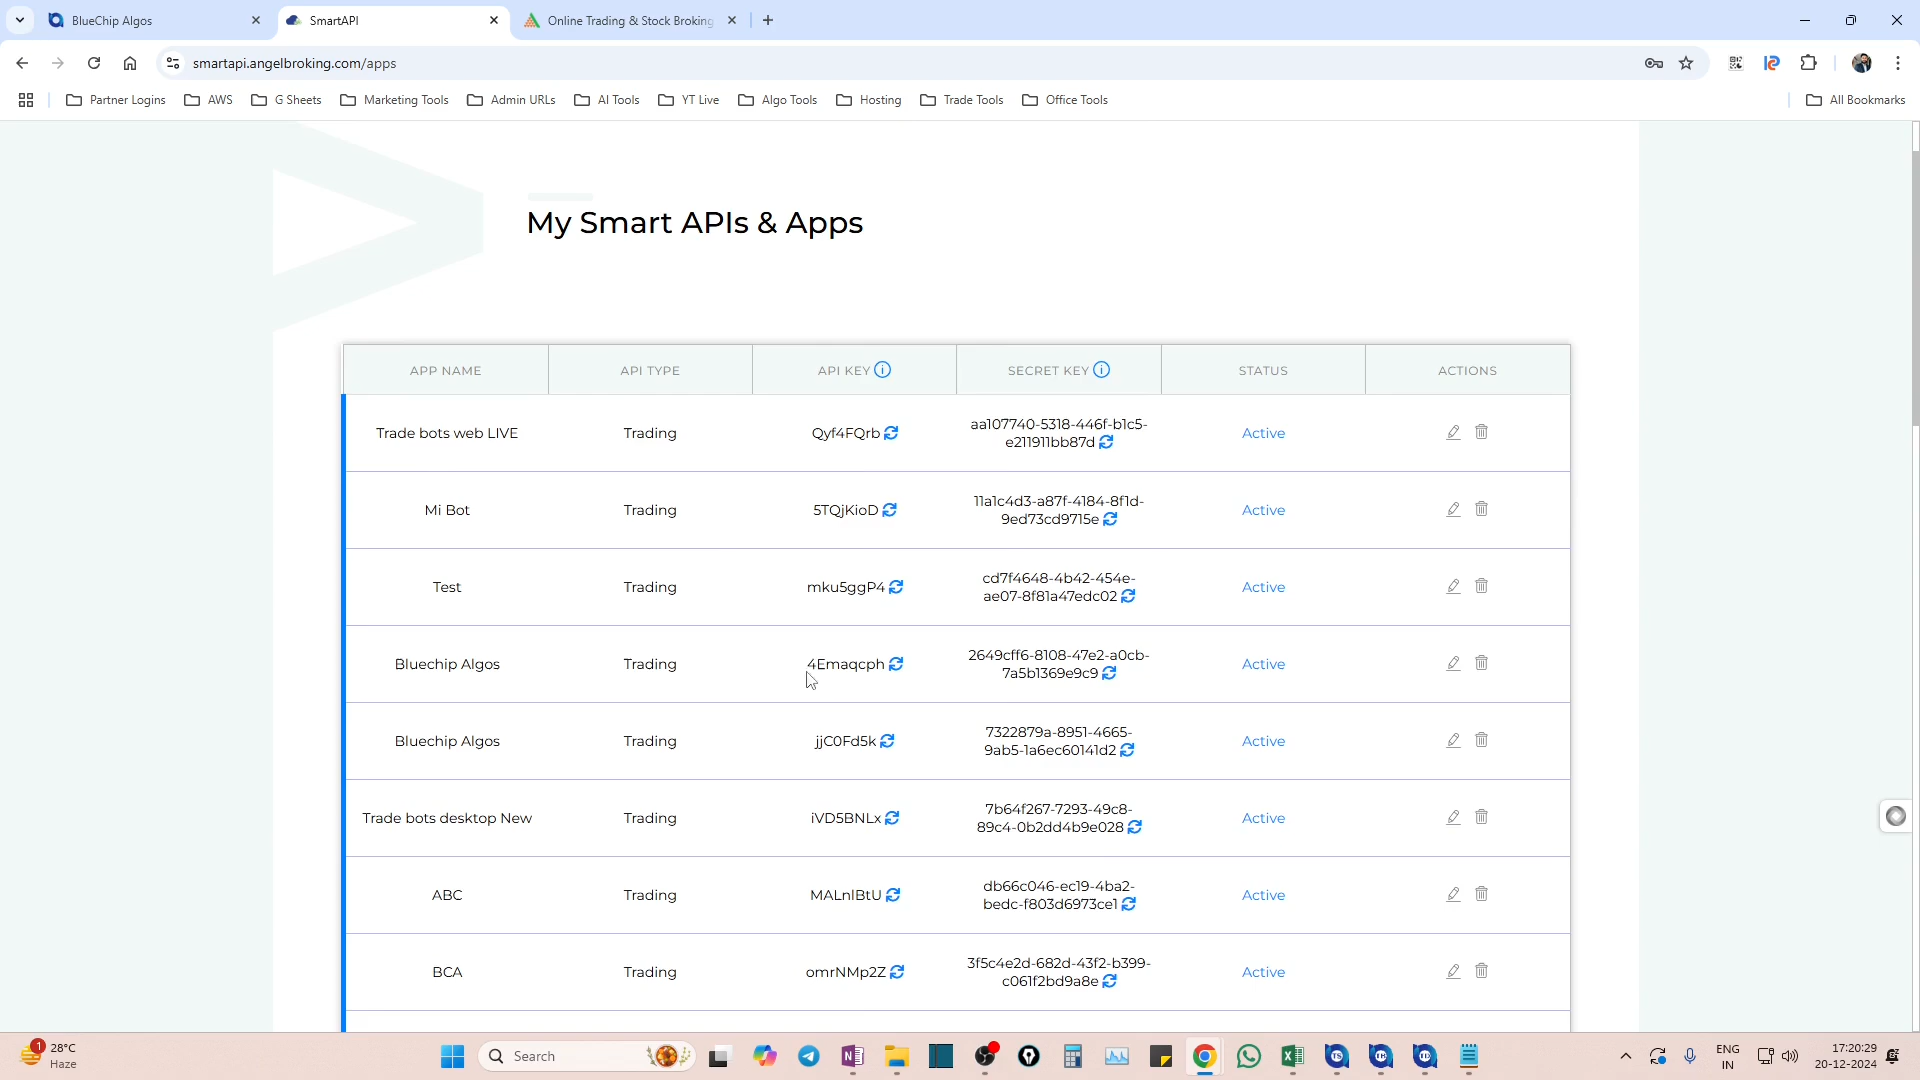 BlueChip Algos
SmartAPI
Online Trading & Stock Broking
smartapi.angelbroking.com/apps
Partner Logins
AWS
G Sheets
Marketing Tools
Admin URLs
AI Tools
YT Live
Algo Tools
Hosting
Trade Tools
Office Tools
All Bookmarks
My Smart APIs & Apps
APP NAME API TYPE API KEY SECRET KEY STATUS ACTIONS
Trade bots web LIVE Trading Qyf4FQrb aa107740-5318-446f-b1c5-
e211911bb87d Active
Mi Bot Trading 5TQjKioD 11a1c4d3-a87f-4184-8f1d-
9ed73cd9715e Active
Test Trading mku5ggP4 cd7f4648-4b42-454e-
ae07-8f81a47edc02 Active
Bluechip Algos Trading 4Emaqcph 2649cff6-8108-47e2-a0cb-
7a5b1369e9c9 Active
Bluechip Algos Trading jjC0Fd5k 7322879a-8951-4665-
9ab5-1a6ec60141d2 Active
Trade bots desktop New Trading iVD5BNLx 7b64f267-7293-49c8-
89c4-0b2dd4b9e028 Active
ABC Trading MALnlBtU db66c046-ec19-4ba2-
bedc-f803d6973ce1 Active
BCA Trading omrNMp2Z 3f5c4e2d-682d-43f2-b399-
c061f2bd9a8e Active
1
28°C
Haze
Search
ENG
IN
17:20:29
20-12-2024